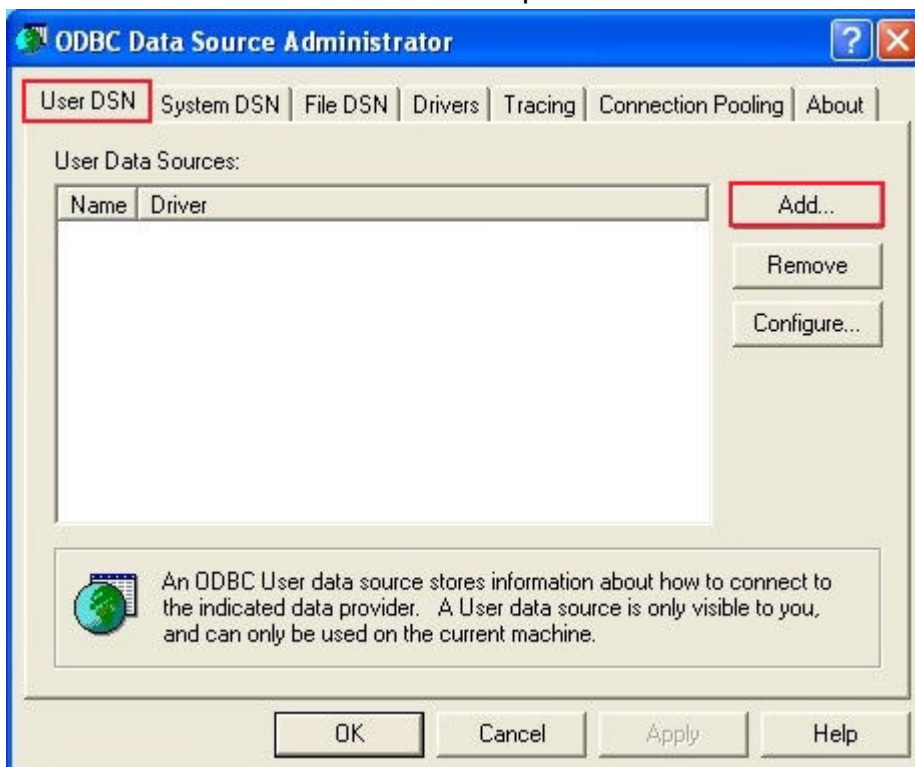 ODBC Data Source Administrator
User DSN System DSN File DSN Drivers Tracing Connection Pooling About
User Data Sources:
Name Driver
Add...
Remove
Configure...
An ODBC User data source stores information about how to connect to
the indicated data provider. A User data source is only visible to you,
and can only be used on the current machine.
OK Cancel Apply Help